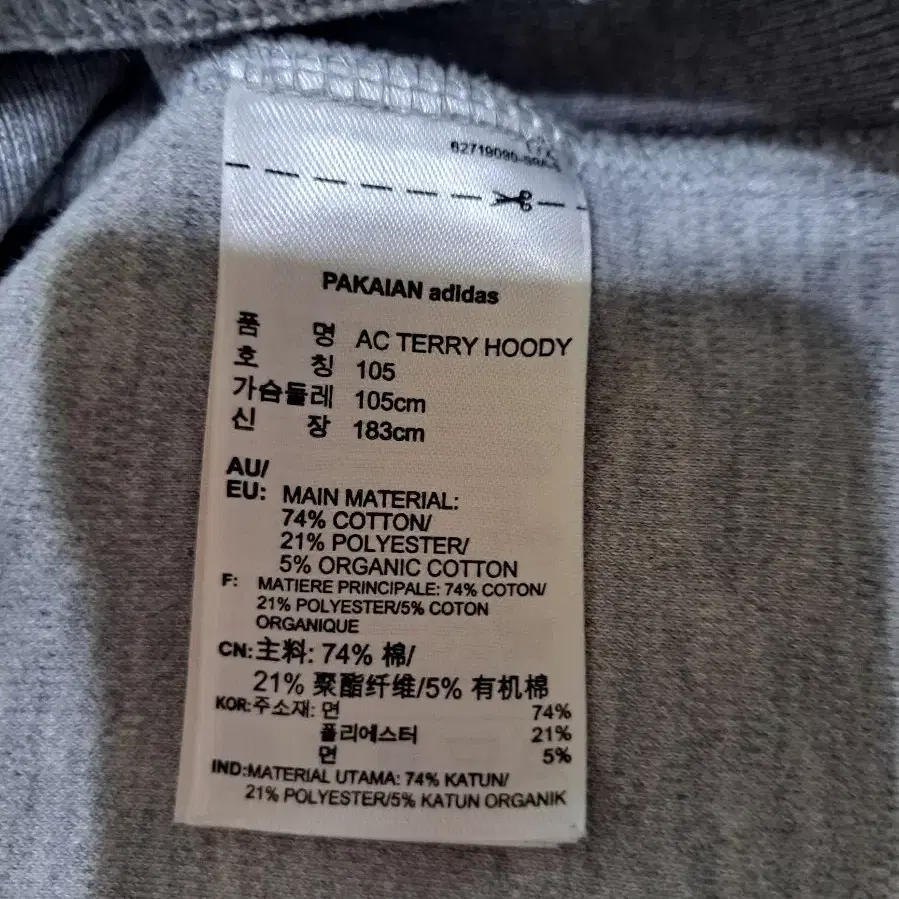 62719090
PAKAIAN adidas
품 명 AC TERRY HOODY
호 칭 105
가슴둘레 105cm
신 장 183cm
AU/
EU: MAIN MATERIAL:
74% COTTON/
21% POLYESTER/
5% ORGANIC COTTON
F: MATIERE PRINCIPALE: 74% COTON/
21% POLYESTER/5% COTON
ORGANIQUE
CN:主料: 74% 棉/
21% 聚酯纤维/5% 有机棉
KOR:주소재: 면 74%
폴리에스터 21%
면 5%
IND:MATERIAL UTAMA: 74% KATUN/
21% POLYESTER/5% KATUN ORGANIK